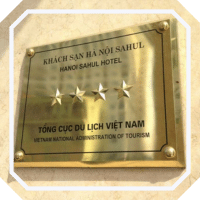 KHÁCH SẠN HÀ NỘI SAHUL
HANOI SAHUL HOTEL
TỔNG CỤC DU LỊCH VIỆT NAM
VIETNAM NATIONAL ADMINISTRATION OF TOURISM